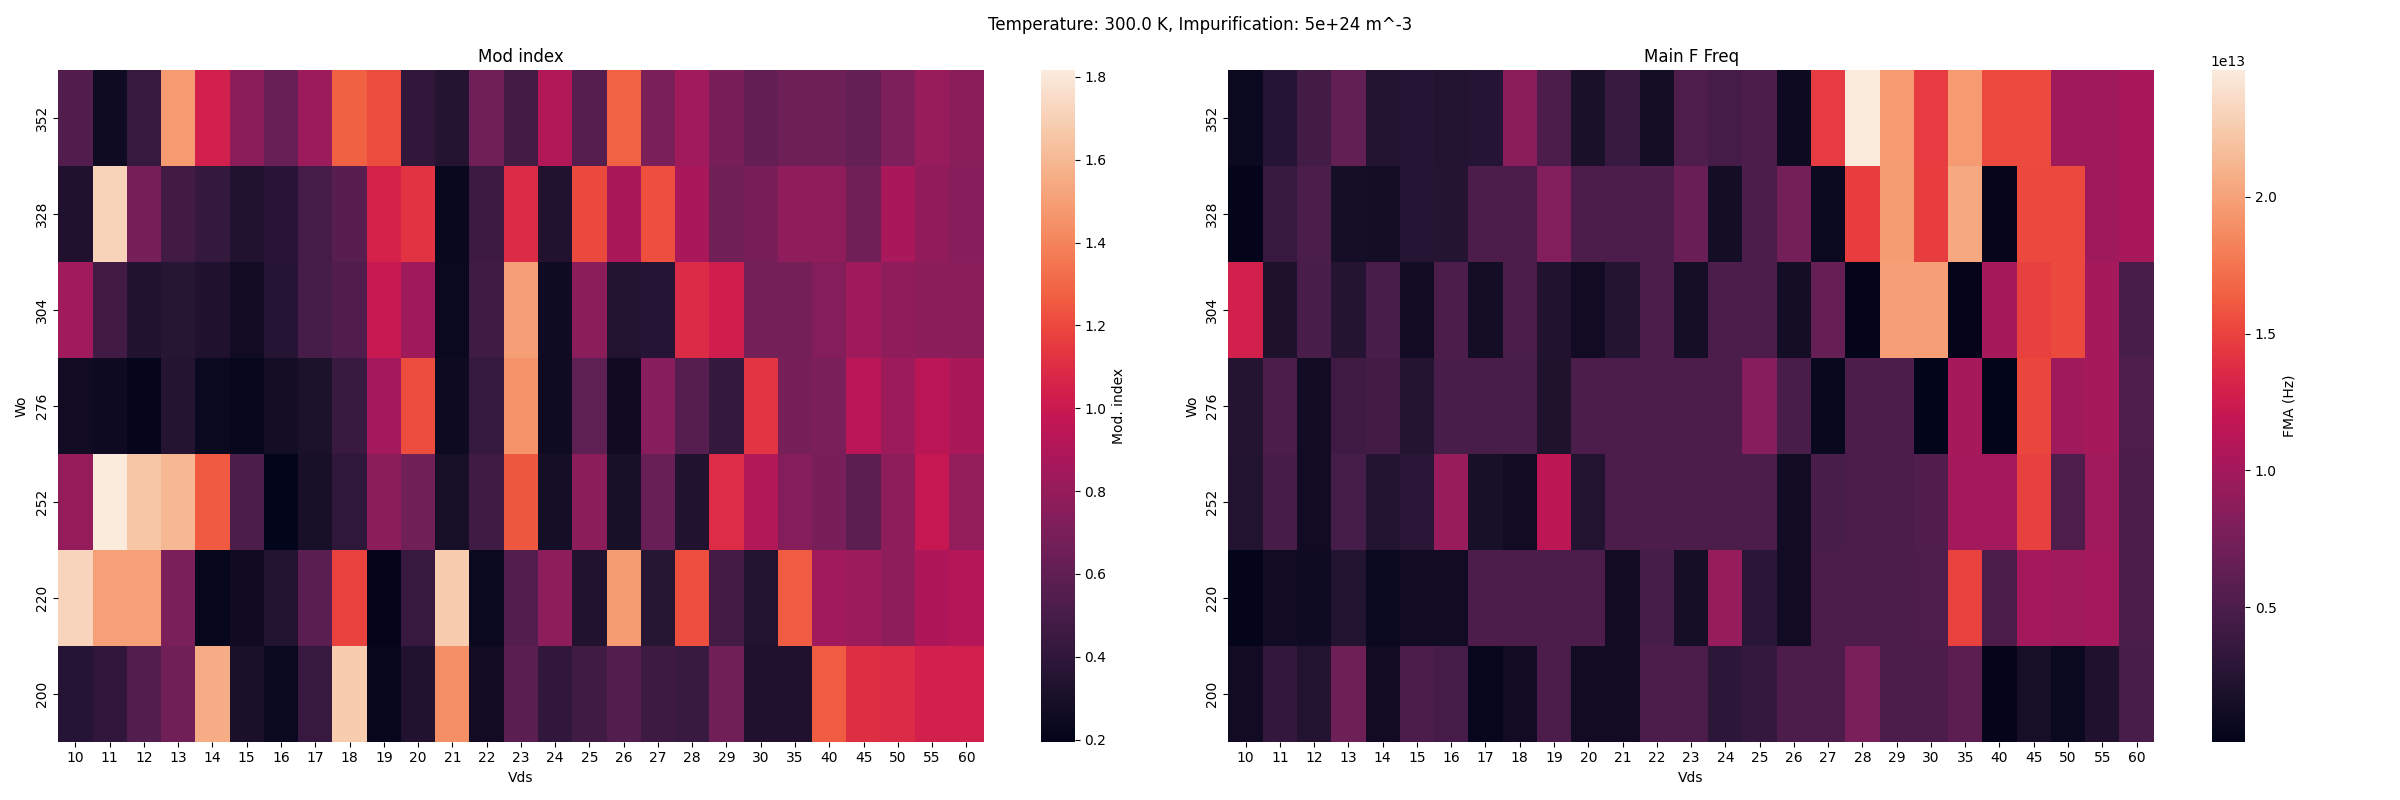 Temperature: 300.0 K, Impurification: 5e+24 m^-3
Mod index
352
328
304
276
252
220
200
Wo
10 11 12 13 14 15 16 17 18 19 20 21 22 23 24 25 26 27 28 29 30 35 40 45 50 55 60
Vds
1.8
1.6
1.4
1.2
1.0
0.8
0.6
0.4
0.2
Mod. index
Main F Freq
352
328
304
276
252
220
200
Wo
10 11 12 13 14 15 16 17 18 19 20 21 22 23 24 25 26 27 28 29 30 35 40 45 50 55 60
Vds
1e13
2.0
1.5
1.0
0.5
FMA (Hz)